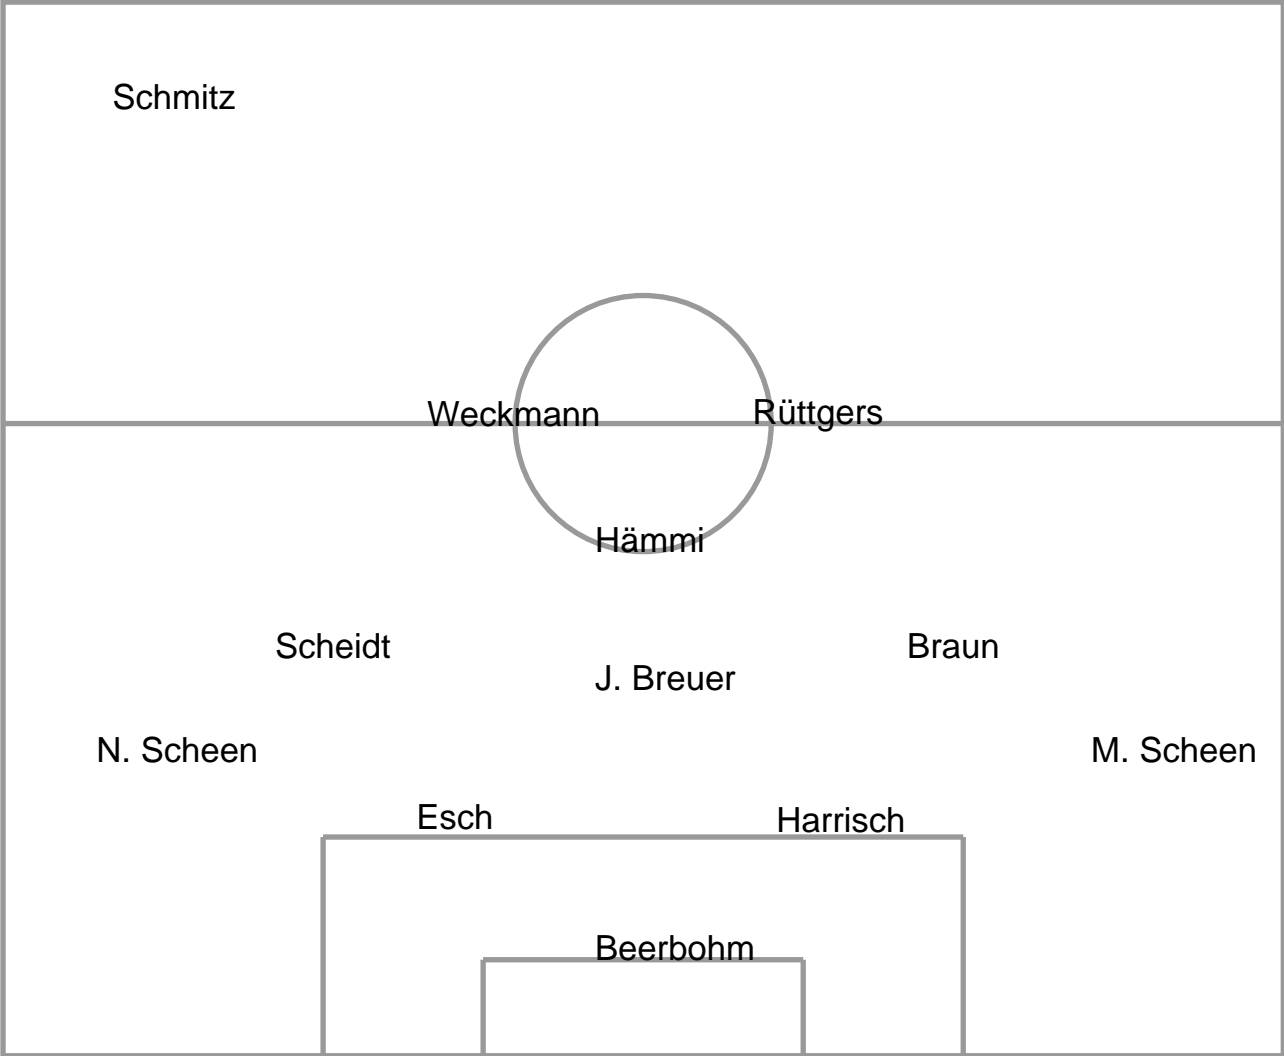 Schmitz
Weckmann
Rüttgers
Hämmi
Scheidt
Braun
J. Breuer
N. Scheen
M. Scheen
Esch
Harrisch
Beerbohm